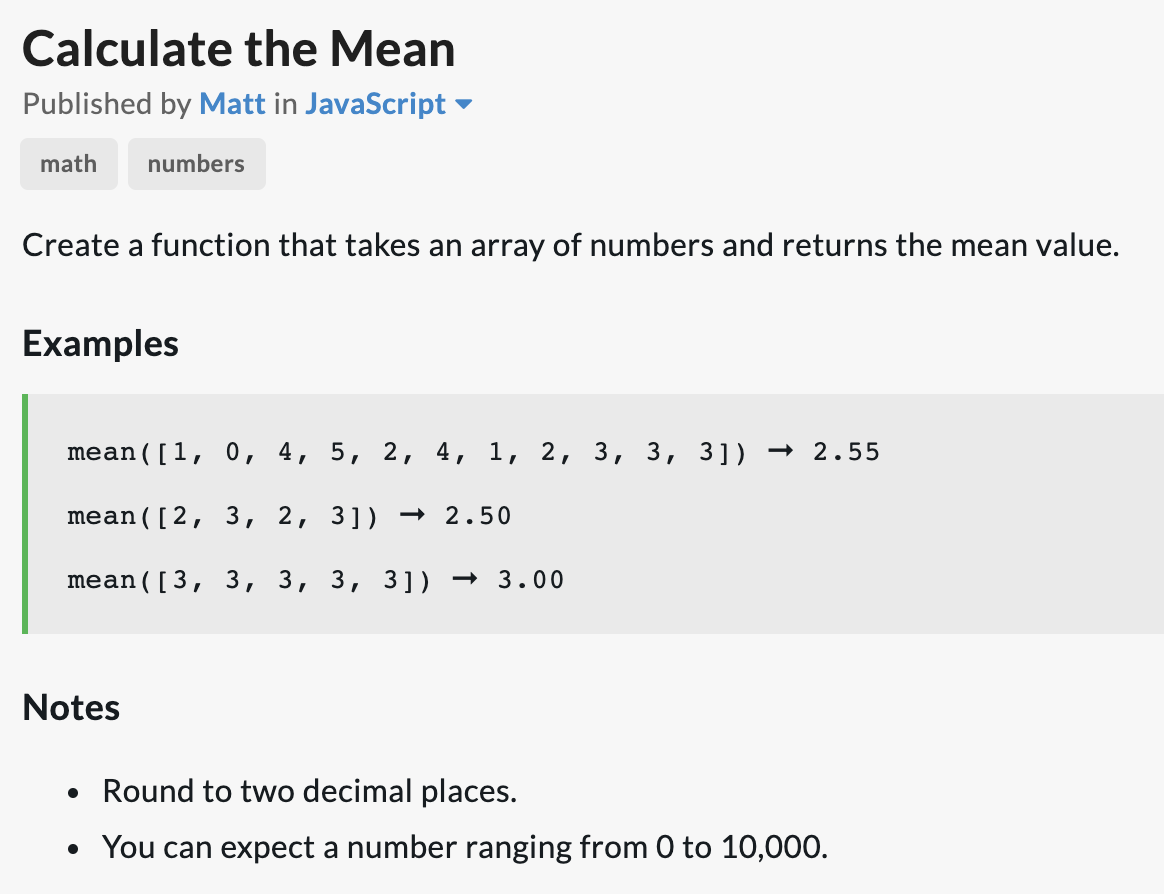 Calculate the Mean
Published by Matt in JavaScript
math numbers
Create a function that takes an array of numbers and returns the mean value.
Examples
mean([1, 0, 4, 5, 2, 4, 1, 2, 3, 3, 3]) ➞ 2.55
mean([2, 3, 2, 3]) ➞ 2.50
mean([3, 3, 3, 3, 3]) ➞ 3.00
Notes
• Round to two decimal places.
• You can expect a number ranging from 0 to 10,000.